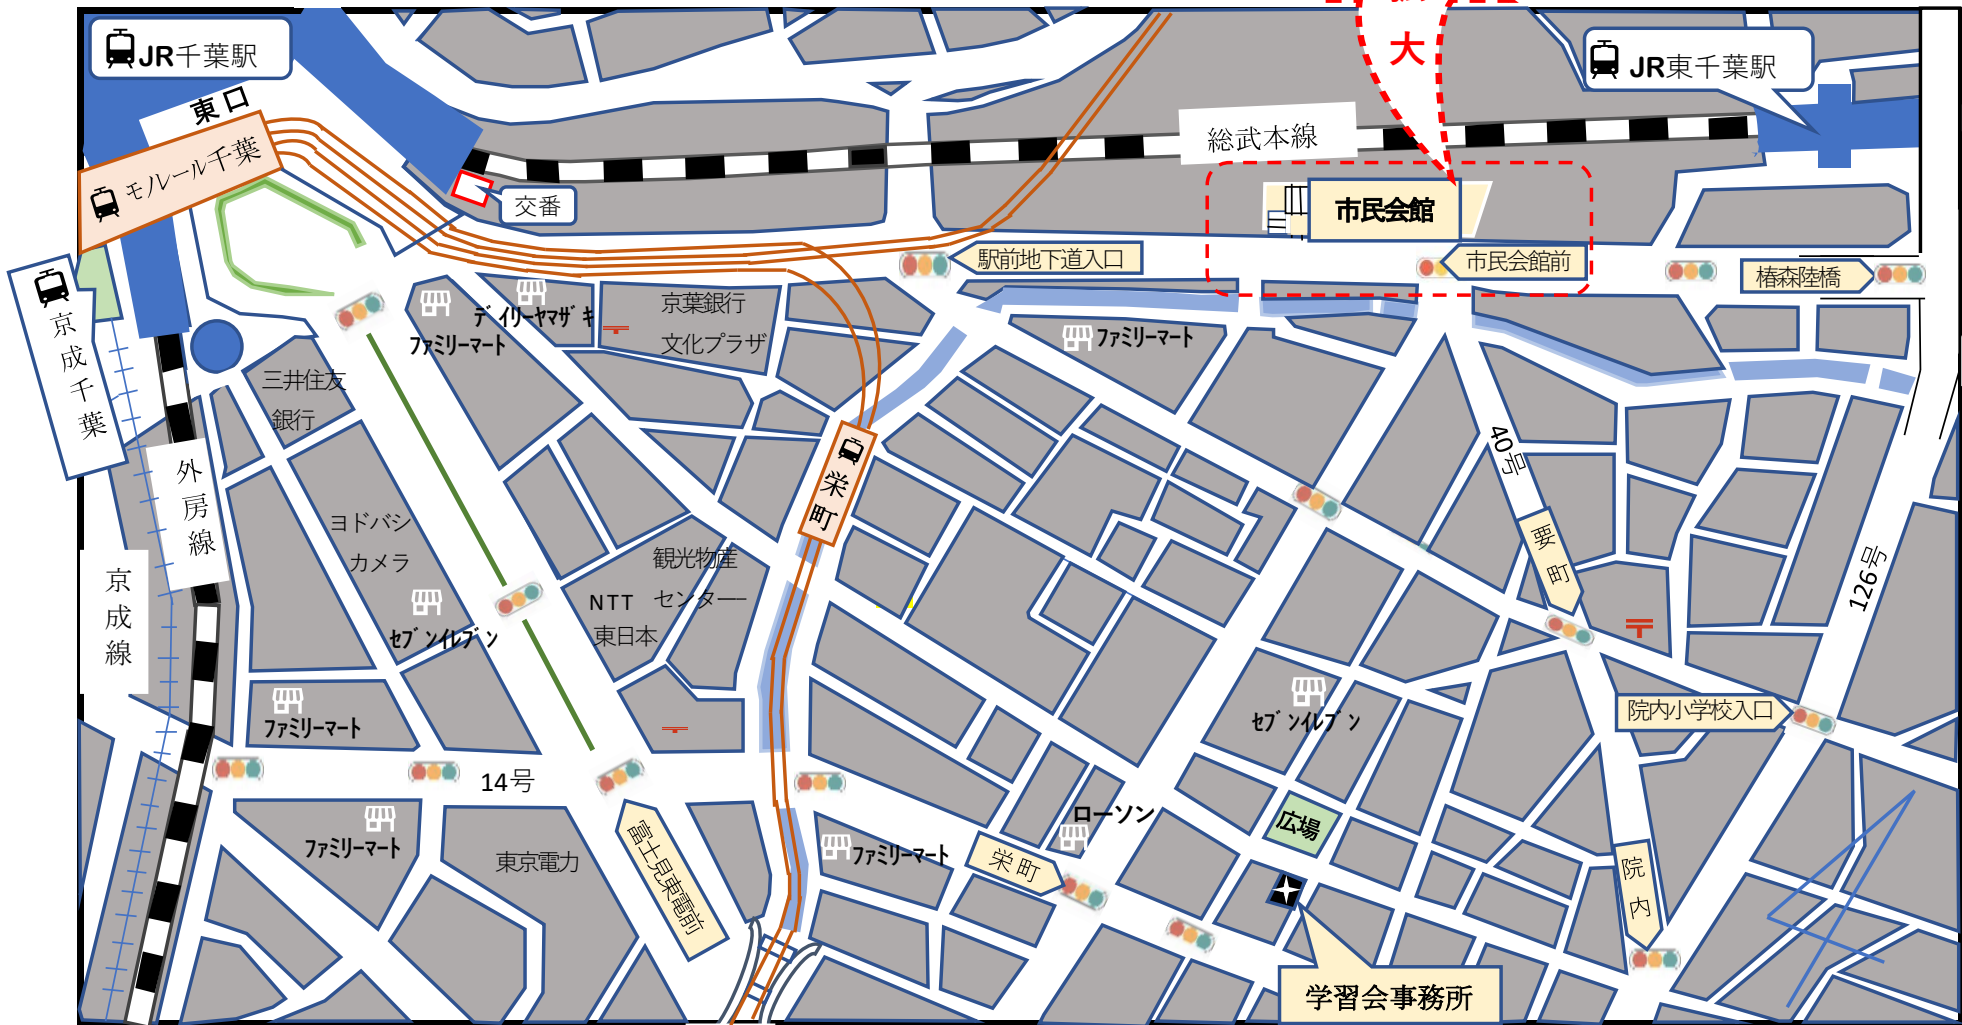 拡
大
JR千葉駅
JR東千葉駅
東口
モノレール千葉
総武本線
交番
市民会館
駅前地下道入口
市民会館前
椿森陸橋
京成千葉
デイリーヤマザキ
ファミリーマート
京葉銀行
文化プラザ
ファミリーマート
三井住友
銀行
外房線
栄町
40号
ヨドバシ
カメラ
観光物産
センター
NTT
東日本
要町
京成線
126号
セブンイレブン
ファミリーマート
セブンイレブン
院内小学校入口
14号
ローソン
広場
ファミリーマート
東京電力
富士見東電前
ファミリーマート
栄町
院内
学習会事務所